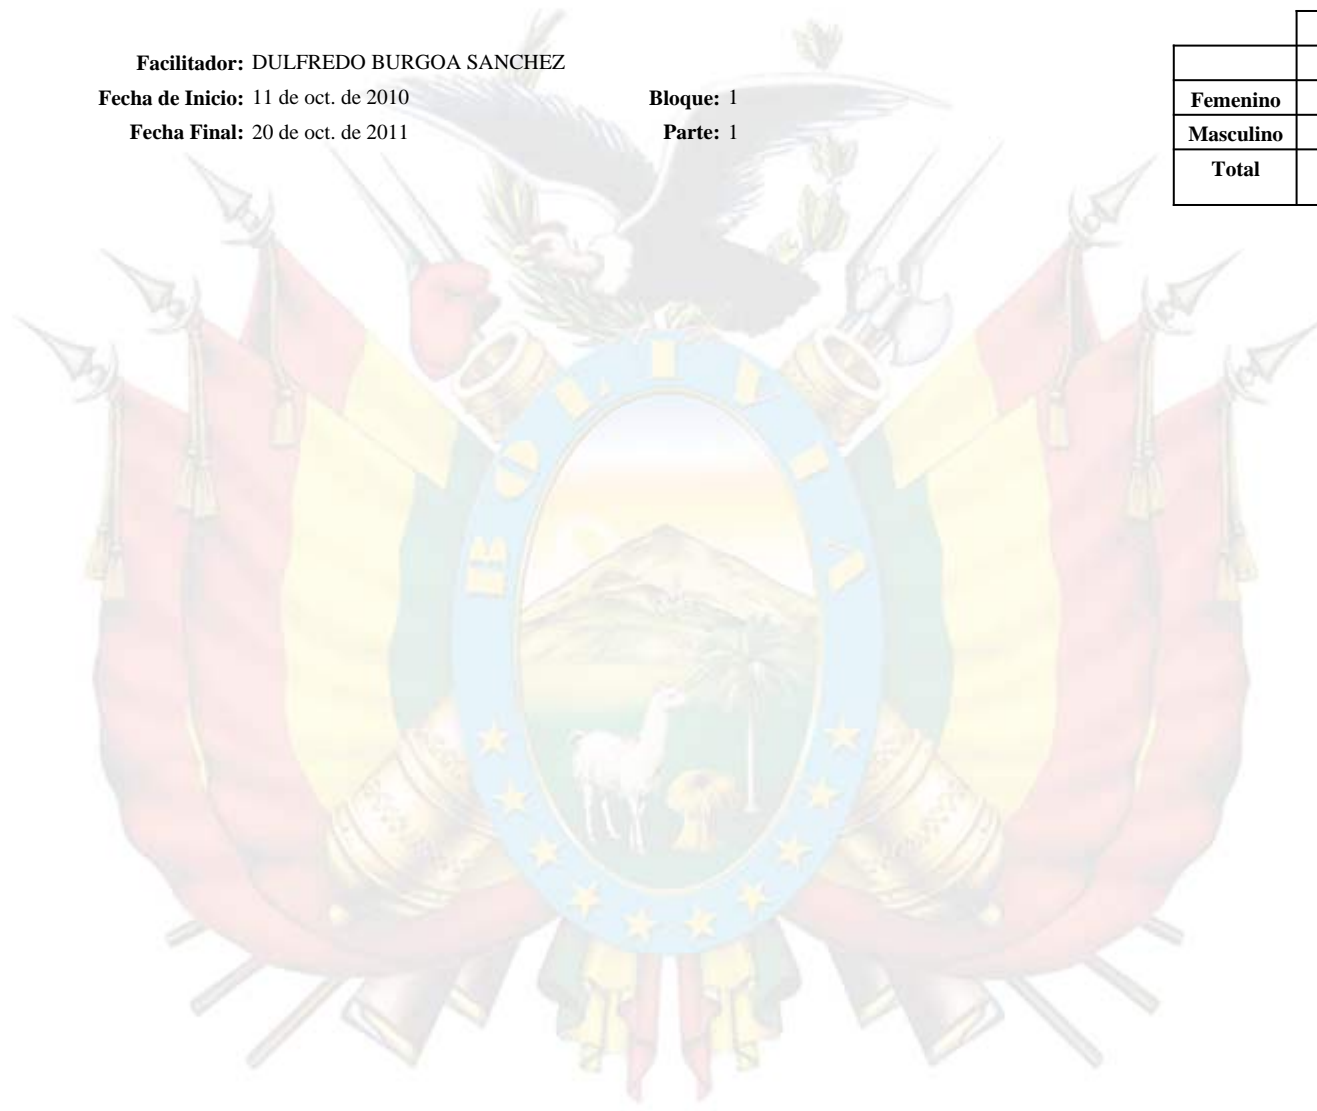 Facilitador: DULFREDO BURGOA SANCHEZ
Fecha de Inicio: 11 de oct. de 2010 Bloque: 1
Fecha Final: 20 de oct. de 2011 Parte: 1
Femenino
Masculino
Total
BOLIVIA